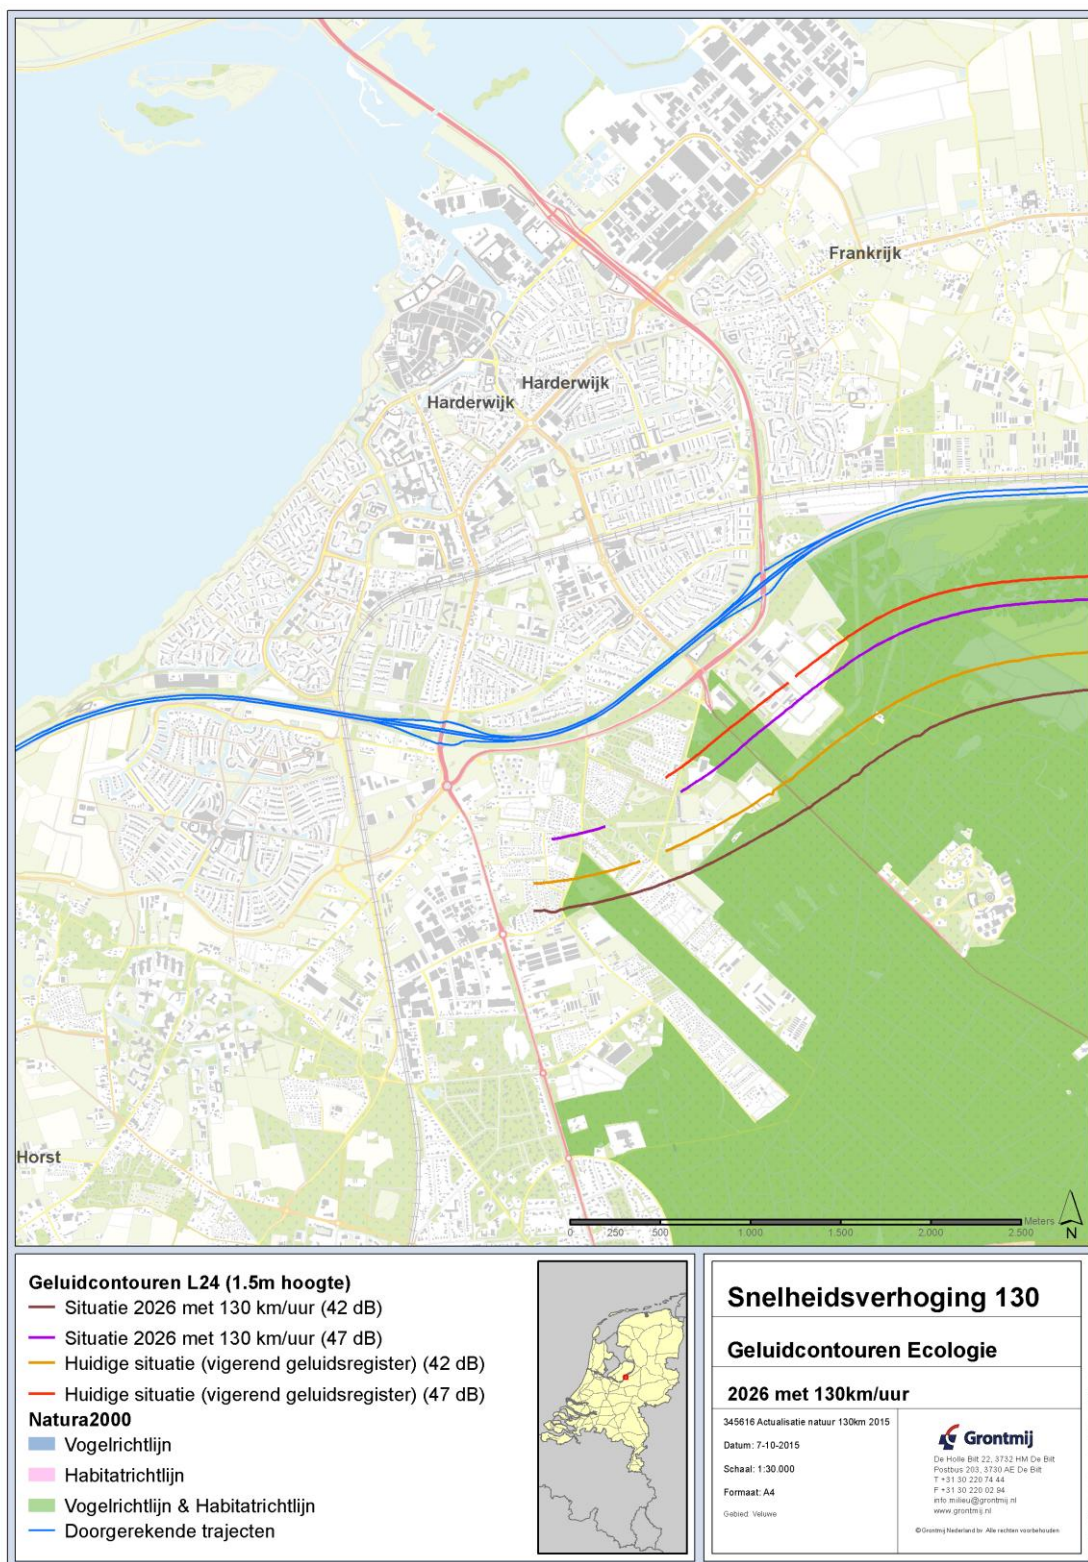 Frankrijk
Harderwijk
Harderwijk
Horst
Meters
0 250 500 1.000 1.500 2.000 2.500
N
Geluidcontouren L24 (1.5m hoogte)
Situatie 2026 met 130 km/uur (42 dB)
Situatie 2026 met 130 km/uur (47 dB)
Huidige situatie (vigerend geluidsregister) (42 dB)
Huidige situatie (vigerend geluidsregister) (47 dB)
Natura2000
Vogelrichtlijn
Habitatrichtlijn
Vogelrichtlijn & Habitatrichtlijn
Doorgerekende trajecten
Snelheidsverhoging 130
Geluidcontouren Ecologie
2026 met 130km/uur
345616 Actualisatie natuur 130km 2015
Datum: 7-10-2015
Schaal: 1:30.000
Formaat: A4
Gebied: Veluwe
Grontmij
De Holle Bilt 22, 3732 HM De Bilt
Postbus 203, 3730 AE De Bilt
T +31 30 220 74 44
F +31 30 220 02 94
info.milieu@grontmij.nl
www.grontmij.nl
© Grontmij Nederland bv. Alle rechten voorbehouden.